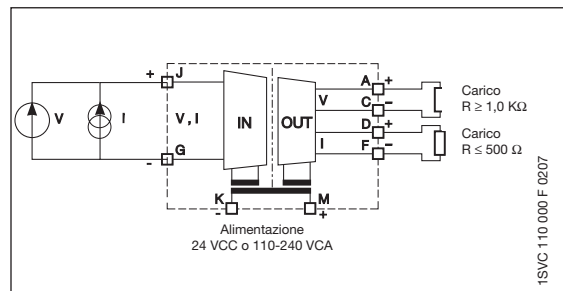 + J
V
I
V , I
IN
OUT
- G
A +
V
C -
D +
I
F -
Carico
R ≥ 1,0 KΩ
Carico
R ≤ 500 Ω
K
-
M
+
Alimentazione
24 VCC o 110-240 VCA
1SVC 110 000 F 0207